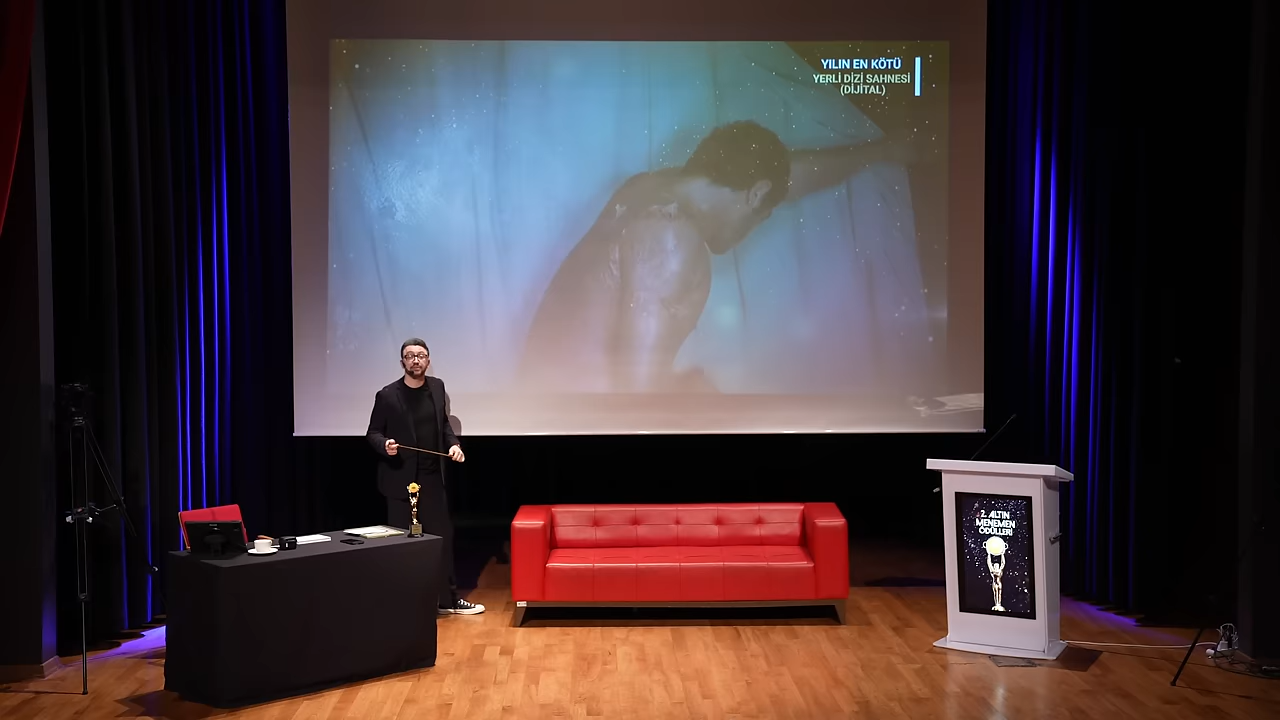 YILIN EN KÖTÜ
YERLİ DİZİ SAHNESİ
(DİJİTAL)
2. ALTIN
MENEMEN
ÖDÜLLERİ